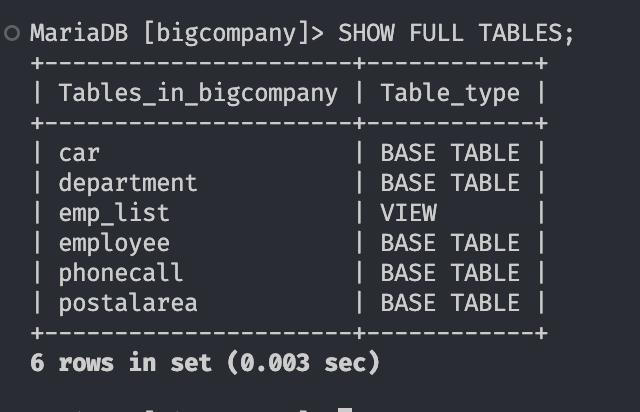 MariaDB [bigcompany]> SHOW FULL TABLES;
+----------------------+------------+
| Tables_in_bigcompany | Table_type |
+----------------------+------------+
| car                  | BASE TABLE |
| department           | BASE TABLE |
| emp_list             | VIEW       |
| employee             | BASE TABLE |
| phonecall            | BASE TABLE |
| postalarea           | BASE TABLE |
+----------------------+------------+
6 rows in set (0.003 sec)